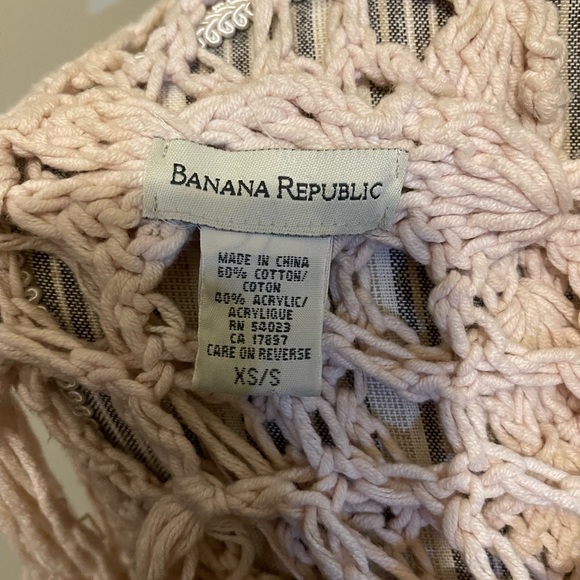 BANANA REPUBLIC
MADE IN CHINA
60% COTTON/
COTON
40% ACRYLIC/
ACRYLIQUE
RN 54023
CA 17897
CARE ON REVERSE
XS/S